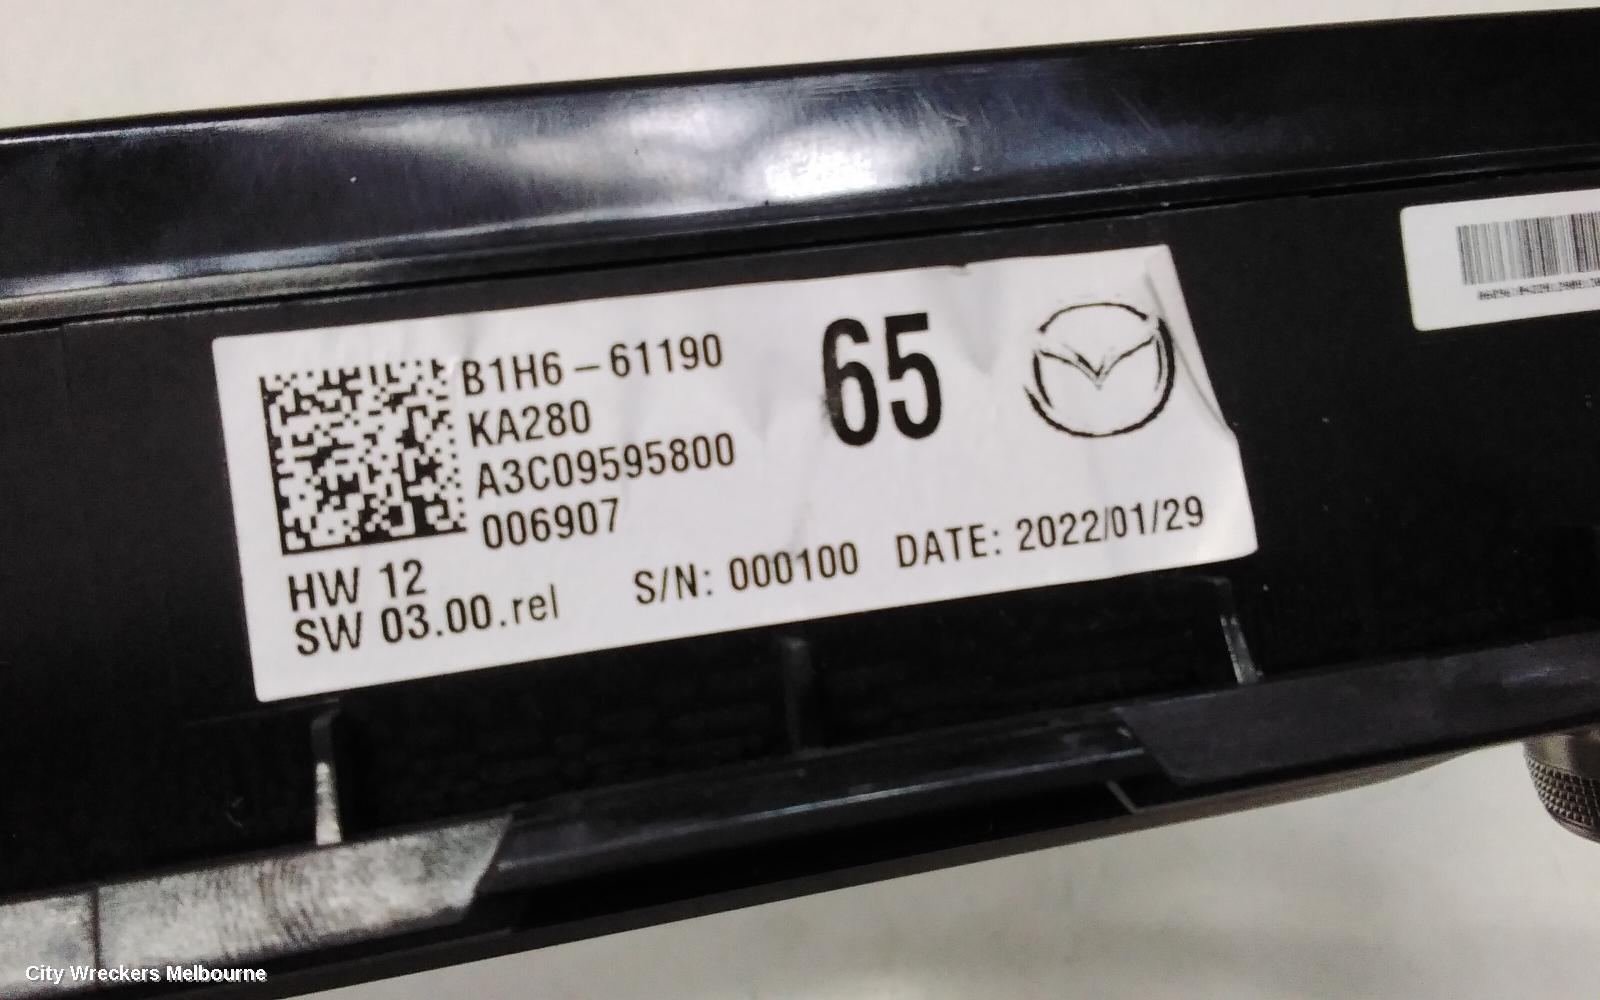 B1H6-61190
KA280
A3C09595800
006907
65
HW 12
SW 03.00.rel
S/N: 000100 DATE: 2022/01/29
City Wreckers Melbourne